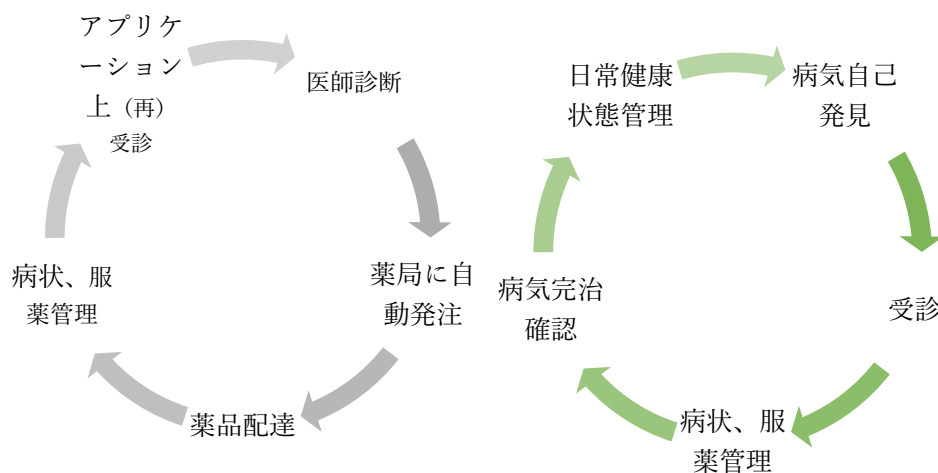 アプリケ
ーション
上（再）
受診
医師診断
薬局に自
動発注
薬品配達
病状、服
薬管理
日常健康
状態管理
病気自己
発見
受診
病状、服
薬管理
病気完治
確認